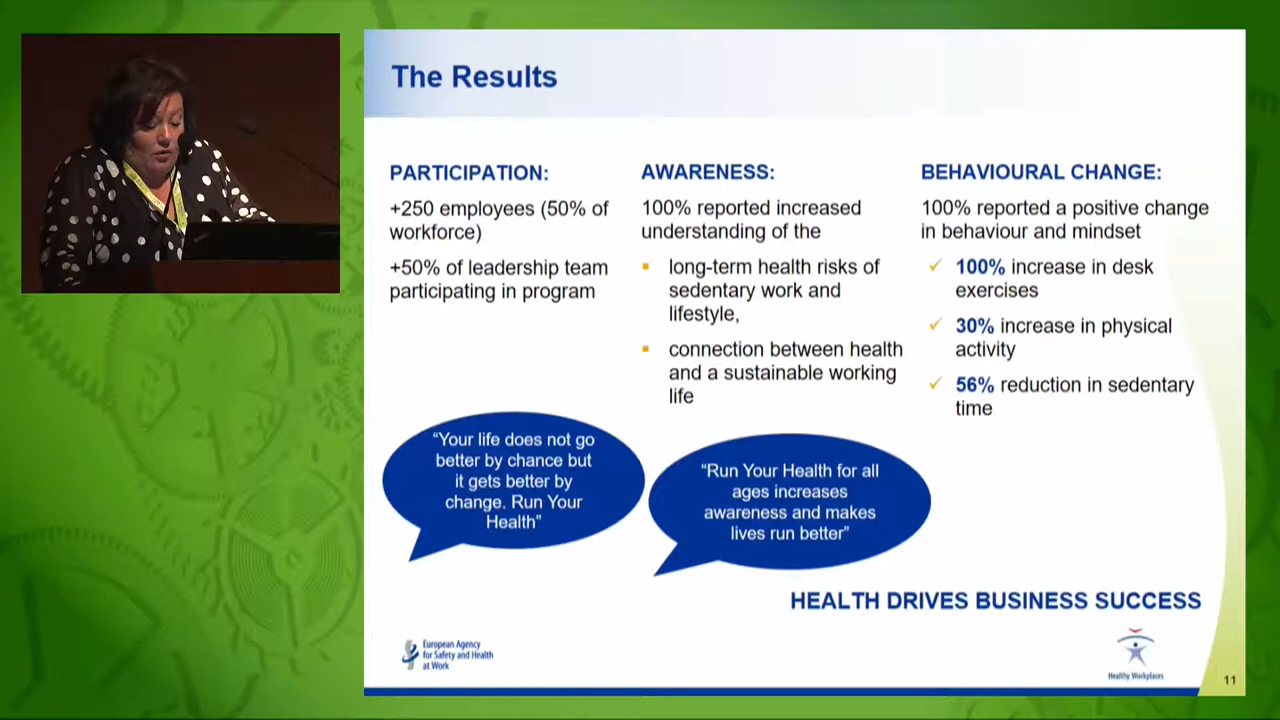 The Results
PARTICIPATION:
+250 employees (50% of
workforce)
+50% of leadership team
participating in program
AWARENESS:
100% reported increased
understanding of the
long-term health risks of
sedentary work and
lifestyle,
connection between health
and a sustainable working
life
BEHAVIOURAL CHANGE:
100% reported a positive change
in behaviour and mindset
100% increase in desk
exercises
30% increase in physical
activity
56% reduction in sedentary
time
“Your life does not go
better by chance but
it gets better by
change. Run Your
Health”
“Run Your Health for all
ages increases
awareness and makes
lives run better”
HEALTH DRIVES BUSINESS SUCCESS
European Agency
for Safety and Health
at Work
Healthy Workplaces
11